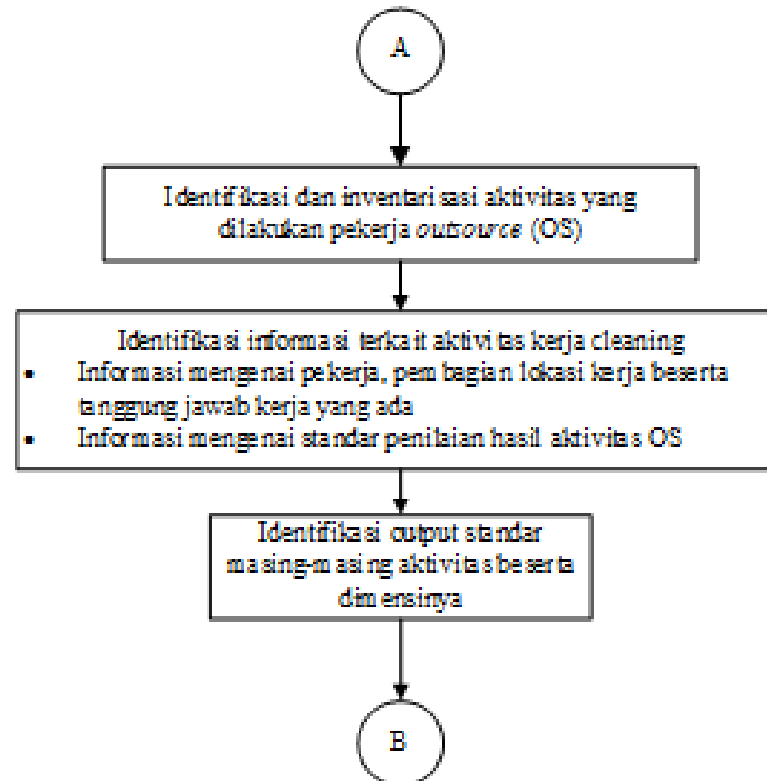 A
Identifikasi dan inventarisasi aktivitas yang
dilakukan pekerja outsource (OS)
Identifikasi informasi terkait aktivitas kerja cleaning
• Informasi mengenai pekerja, pembagian lokasi kerja beserta
tanggung jawab kerja yang ada
• Informasi mengenai standar penilaian hasil aktivitas OS
Identifikasi output standar
masing-masing aktivitas beserta
dimensinya
B